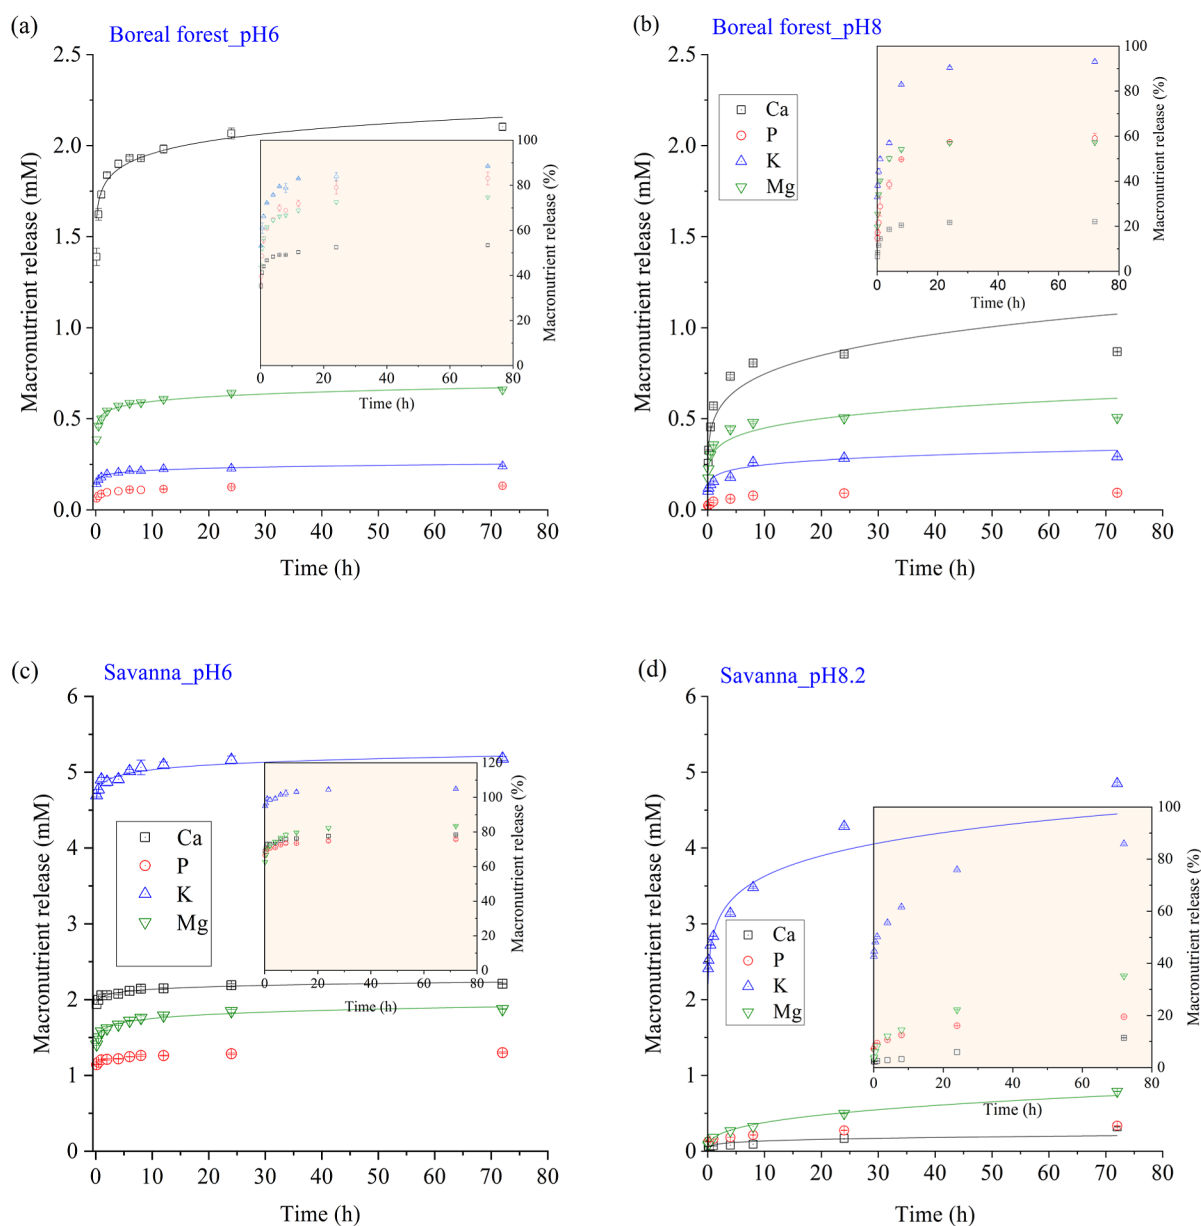 (a)
Boreal forest_pH6
2.5
2.0
1.5
1.0
0.5
0.0
Macronutrient release (mM)
0 10 20 30 40 50 60 70 80
Time (h)
100
80
60
40
20
0
Macronutrient release (%)
0 20 40 60 80
Time (h)
(b)
Boreal forest_pH8
2.5
2.0
1.5
1.0
0.5
0.0
Macronutrient release (mM)
0 10 20 30 40 50 60 70 80
Time (h)
Ca
P
K
Mg
100
80
60
40
20
0
Macronutrient release (%)
0 20 40 60 80
Time (h)
(c)
Savanna_pH6
6
5
4
3
2
1
0
Macronutrient release (mM)
0 10 20 30 40 50 60 70 80
Time (h)
Ca
P
K
Mg
120
100
80
60
40
20
0
Macronutrient release (%)
0 20 40 60 80
Time (h)
(d)
Savanna_pH8.2
6
5
4
3
2
1
0
Macronutrient release (mM)
0 10 20 30 40 50 60 70 80
Time (h)
Ca
P
K
Mg
100
80
60
40
20
0
Macronutrient release (%)
0 20 40 60 80
Time (h)